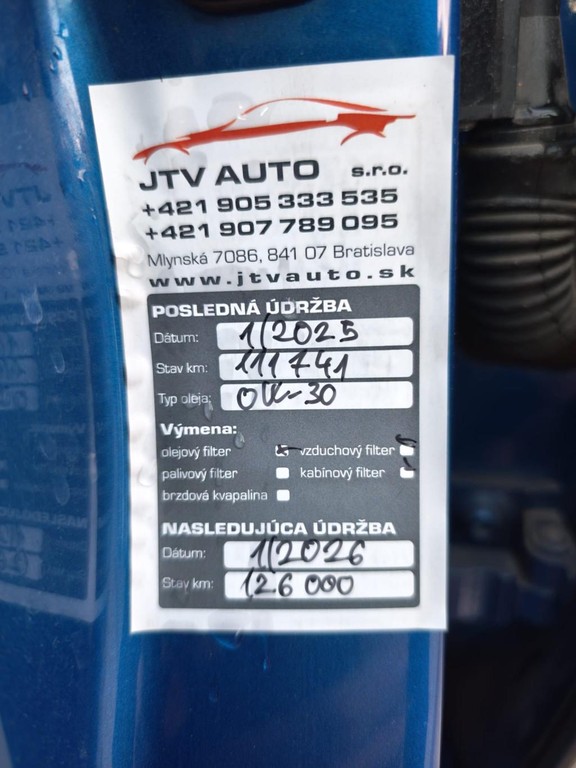 JTV AUTO s.r.o.
+421 905 333 535
+421 907 789 095
Mlynská 7086, 841 07 Bratislava
www.jtvauto.sk
POSLEDNÁ ÚDRŽBA
Dátum: 1/2025
Stav km: 111741
Typ oleja: 0W-30
Výmena:
olejový filter vzduchový filter
palivový filter kabínový filter
brzdová kvapalina
NASLEDUJÚCA ÚDRŽBA
Dátum: 1/2026
Stav km: 126 000